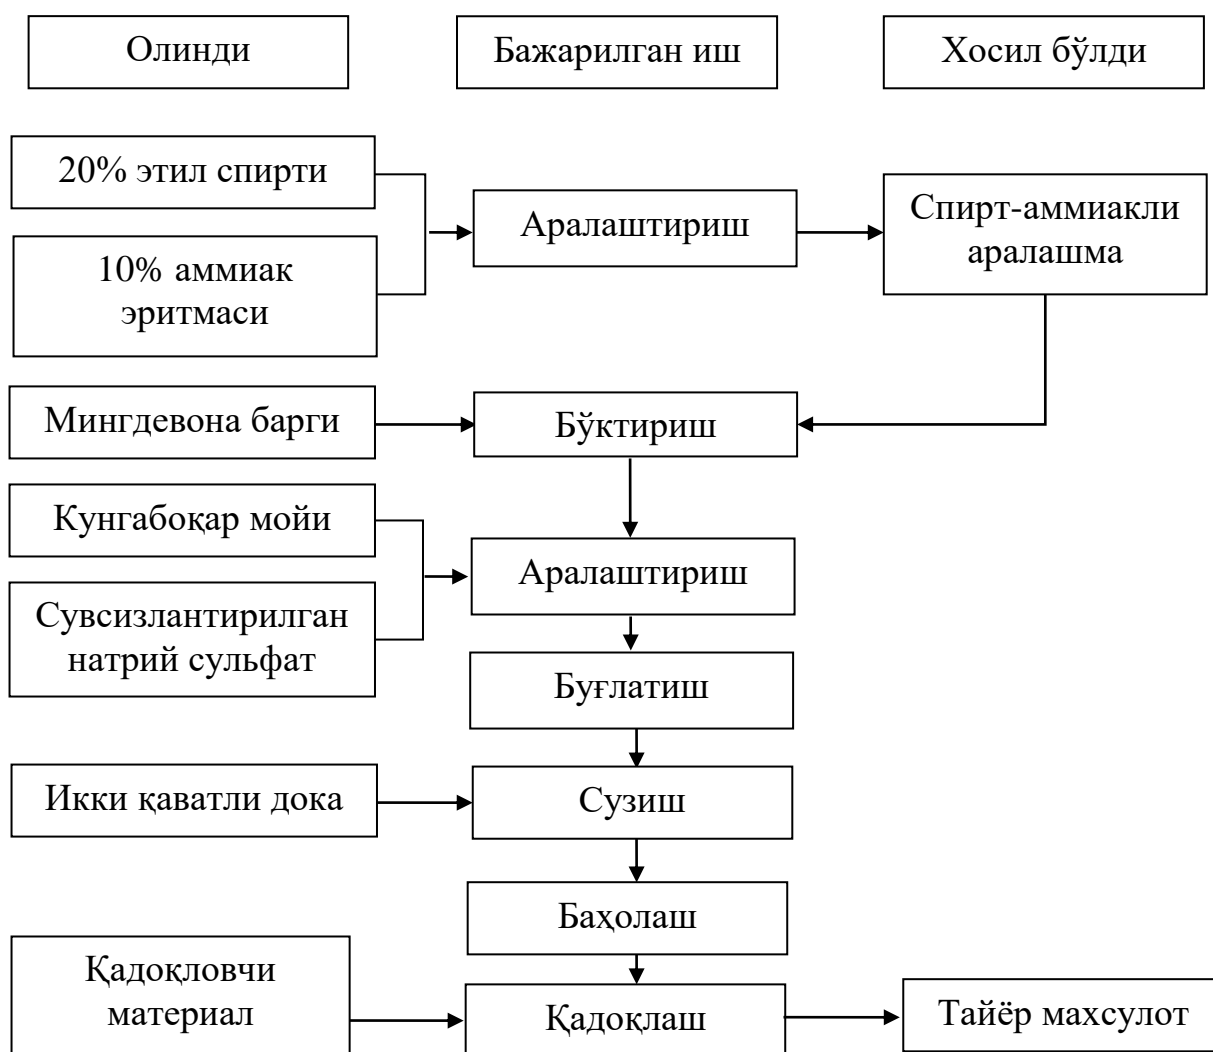 Олинди
Бажарилган иш
Хосил бўлди
20% этил спирти
10% аммиак
эритмаси
Аралаштириш
Спирт-аммиакли
аралашма
Мингдевона барги
Бўктириш
Кунгабоқар мойи
Сувсизлантирилган
натрий сульфат
Аралаштириш
Буғлатиш
Икки қаватли дока
Сузиш
Баҳолаш
Қадоқловчи
материал
Қадоқлаш
Тайёр махсулот